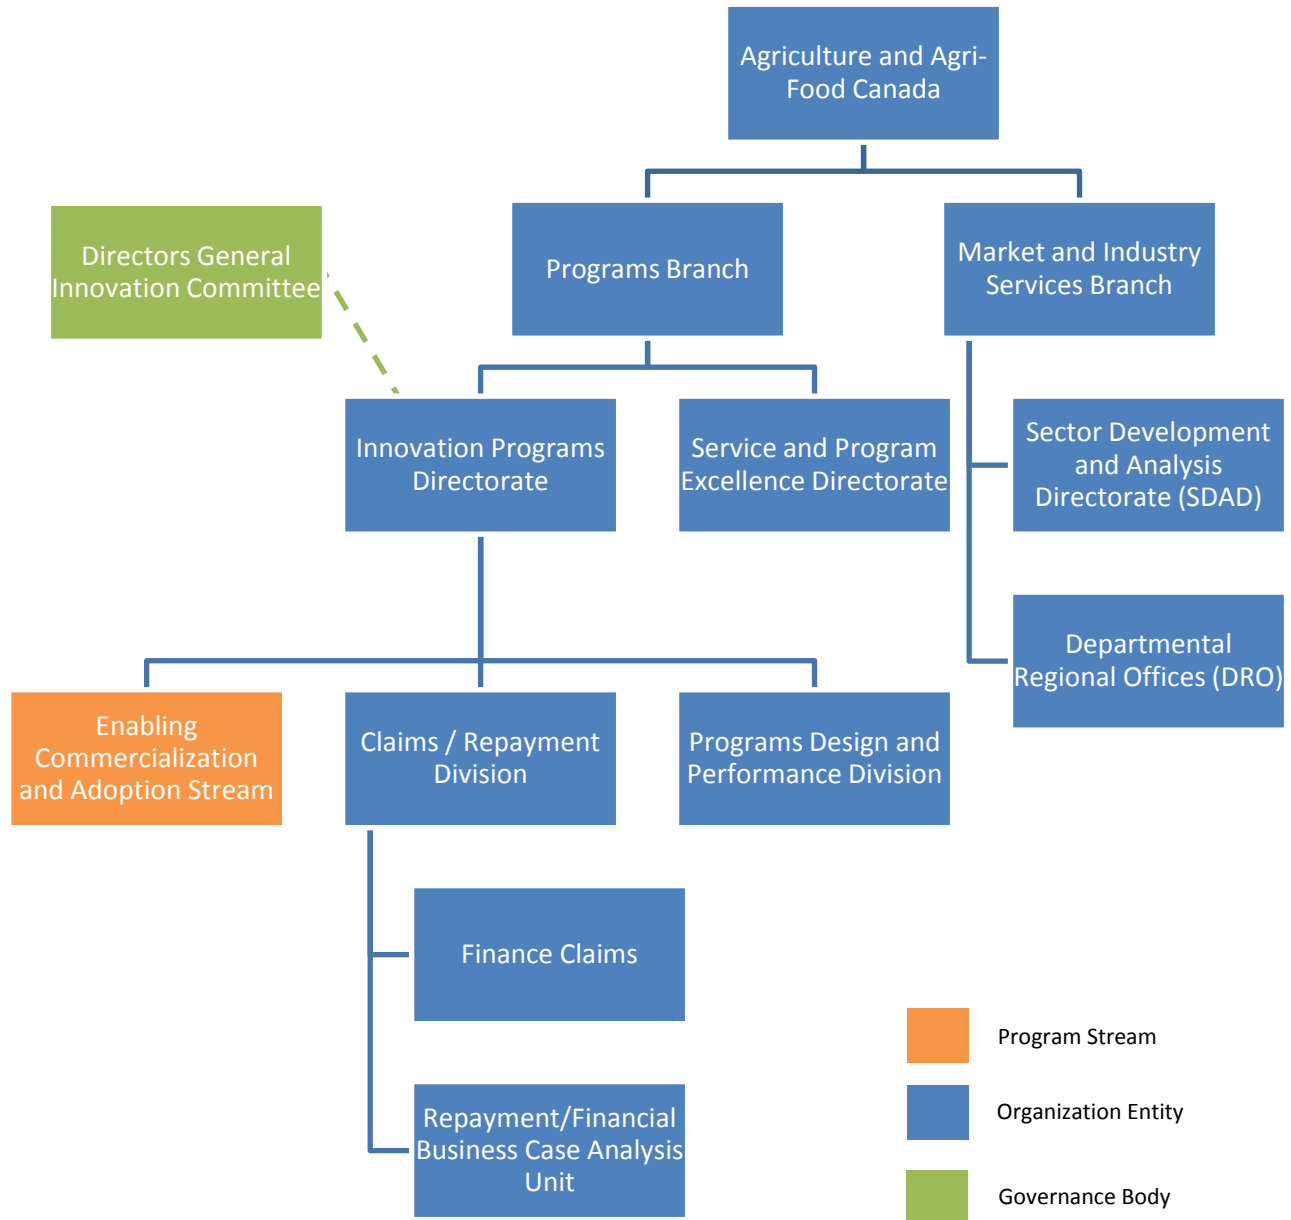 Agriculture and Agri-
Food Canada
Directors General
Innovation Committee
Programs Branch
Market and Industry
Services Branch
Innovation Programs
Directorate
Service and Program
Excellence Directorate
Sector Development
and Analysis
Directorate (SDAD)
Departmental
Regional Offices (DRO)
Enabling
Commercialization
and Adoption Stream
Claims / Repayment
Division
Programs Design and
Performance Division
Finance Claims
Repayment/Financial
Business Case Analysis
Unit
Program Stream
Organization Entity
Governance Body